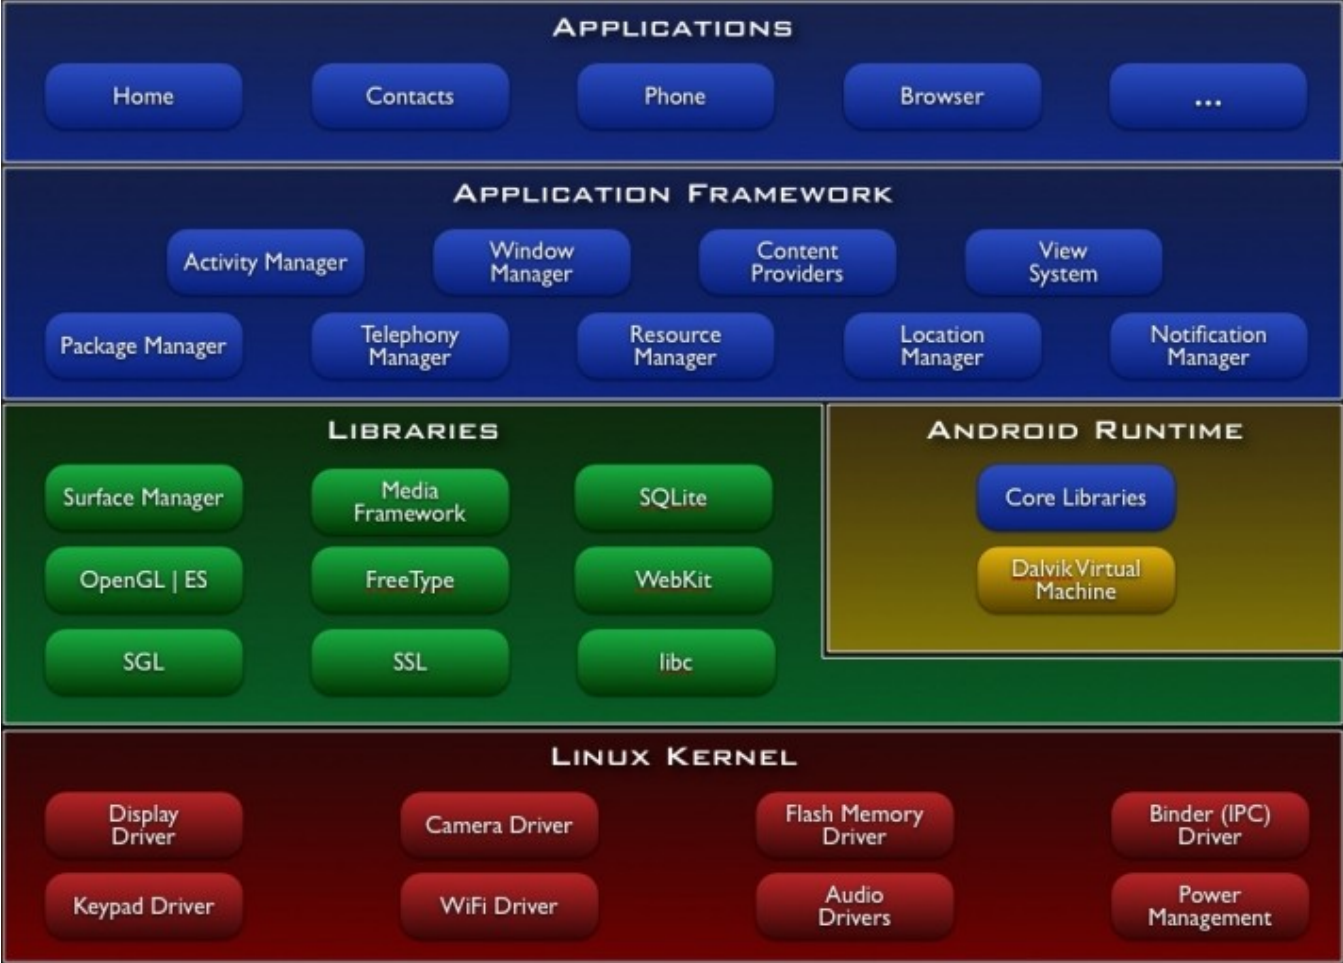 APPLICATIONS
Home
Contacts
Phone
Browser
...
APPLICATION FRAMEWORK
Activity Manager
Window
Manager
Content
Providers
View
System
Package Manager
Telephony
Manager
Resource
Manager
Location
Manager
Notification
Manager
LIBRARIES
Surface Manager
Media
Framework
SQLite
OpenGL | ES
FreeType
WebKit
SGL
SSL
libc
ANDROID RUNTIME
Core Libraries
Dalvik Virtual
Machine
LINUX KERNEL
Display
Driver
Camera Driver
Flash Memory
Driver
Binder (IPC)
Driver
Keypad Driver
WiFi Driver
Audio
Drivers
Power
Management